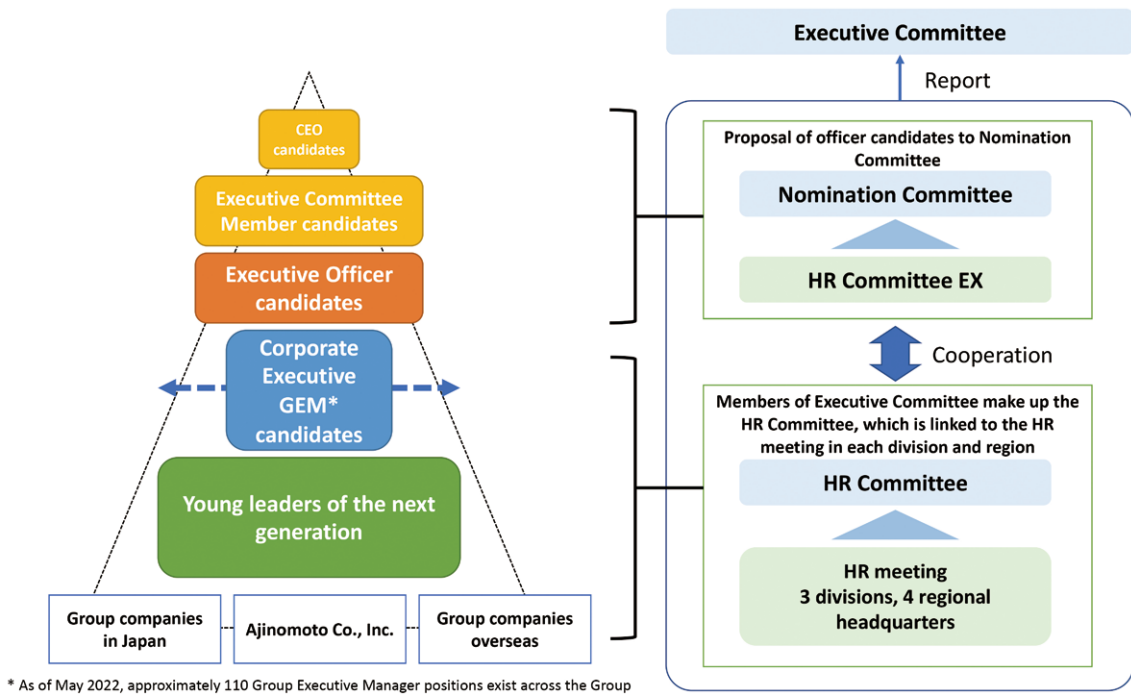 CEO
candidates
Executive Committee
Member candidates
Executive Officer
candidates
Corporate
Executive
GEM*
candidates
Young leaders of the next
generation
Group companies
in Japan
Ajinomoto Co., Inc.
Group companies
overseas
* As of May 2022, approximately 110 Group Executive Manager positions exist across the Group
Executive Committee
Report
Proposal of officer candidates to Nomination
Committee
Nomination Committee
HR Committee EX
Cooperation
Members of Executive Committee make up the
HR Committee, which is linked to the HR
meeting in each division and region
HR Committee
HR meeting
3 divisions, 4 regional
headquarters